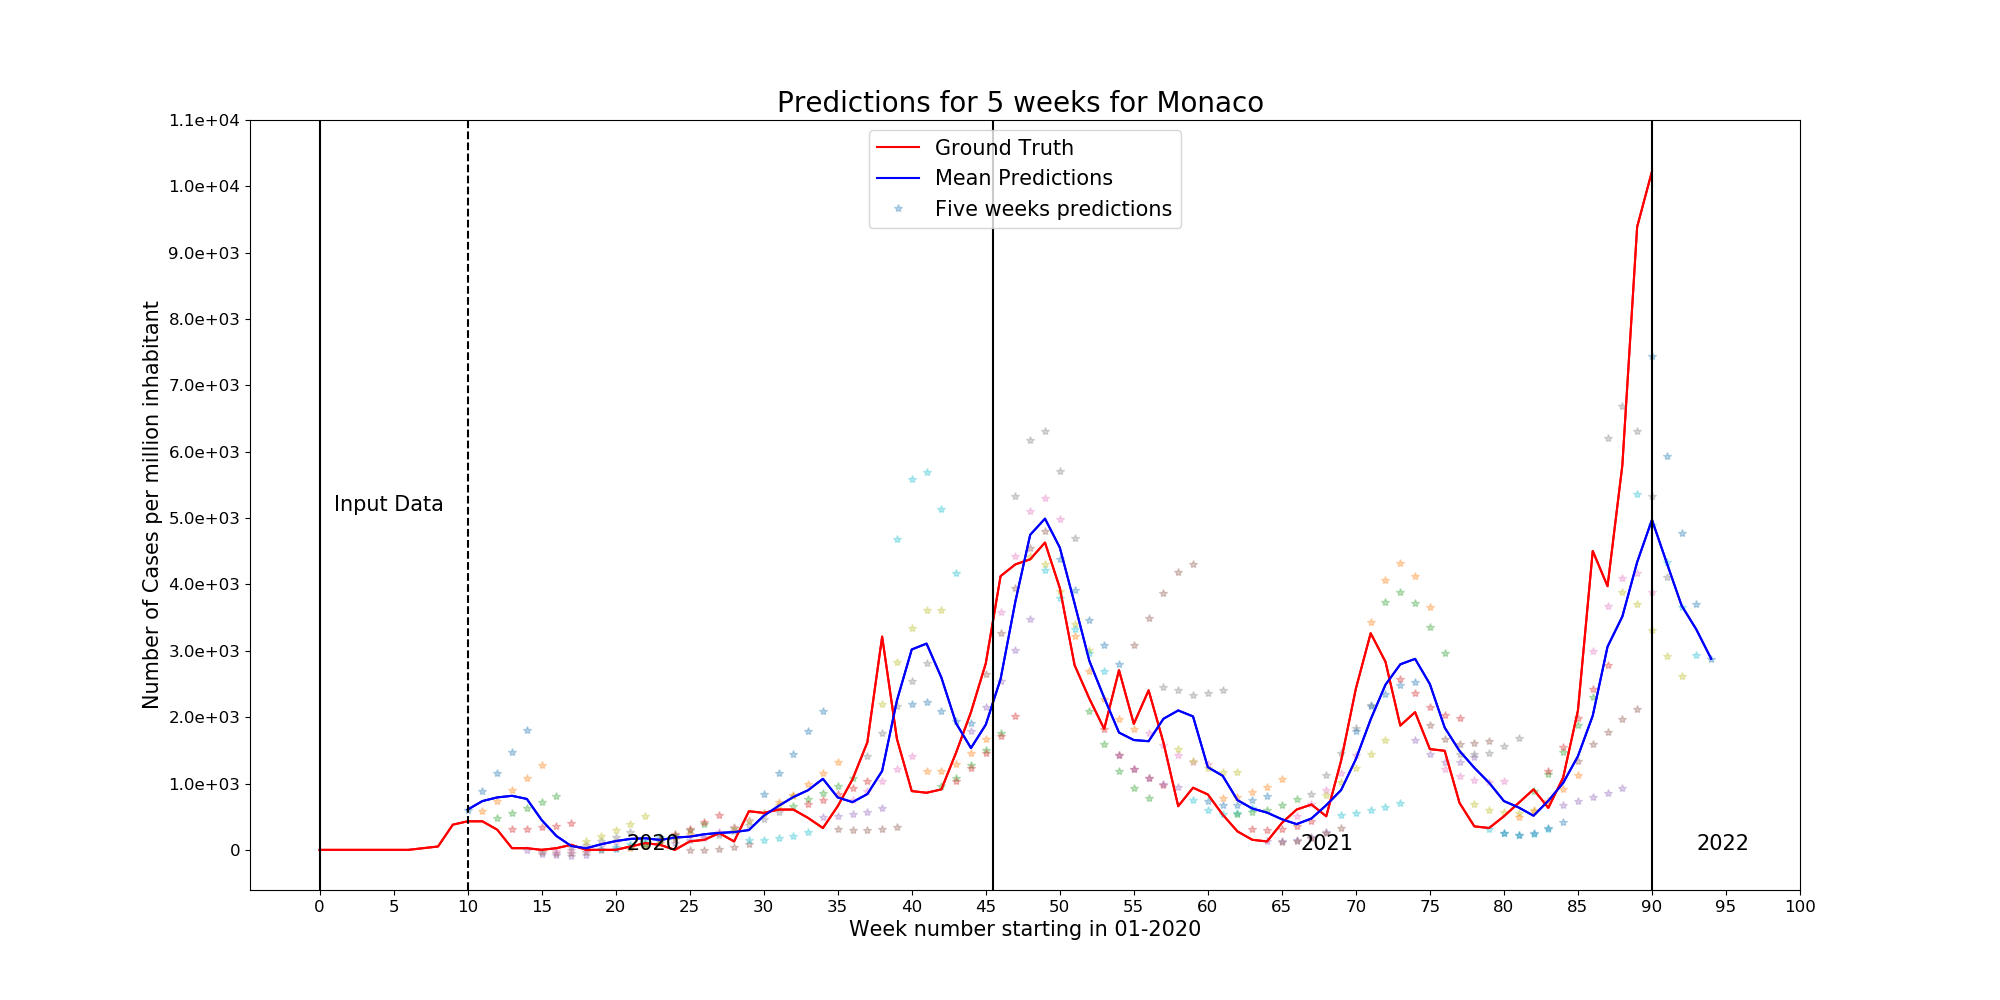 Predictions for 5 weeks for Monaco
1.1e+04
1.0e+04
9.0e+03
8.0e+03
7.0e+03
6.0e+03
5.0e+03
4.0e+03
3.0e+03
2.0e+03
1.0e+03
0
Number of Cases per million inhabitant
Ground Truth
Mean Predictions
Five weeks predictions
Input Data
2020 2021 2022
0 5 10 15 20 25 30 35 40 45 50 55 60 65 70 75 80 85 90 95 100
Week number starting in 01-2020